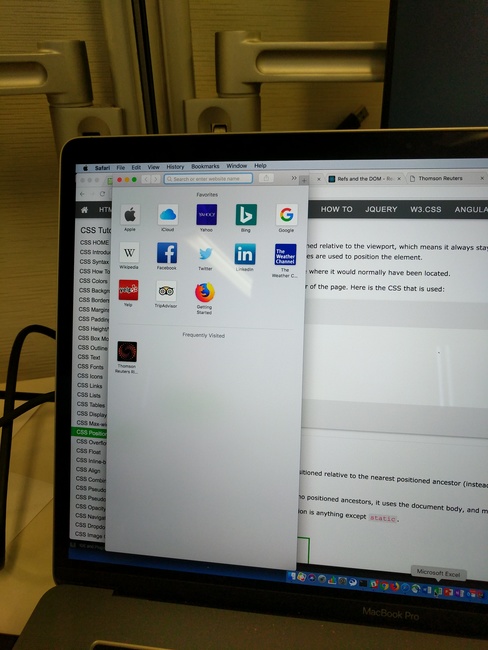 Safari File Edit View History Bookmarks Window Help
Search or enter website name
Refs and the DOM - Re
Thomson Reuters
HOW TO JQUERY W3.CSS ANGULA
Favorites
Apple
iCloud
Yahoo
Bing
Google
Wikipedia
Facebook
Twitter
LinkedIn
The Weather C...
Yelp
TripAdvisor
Getting Started
Frequently Visited
Thomson Reuters R...
CSS Tuto
CSS HOME
CSS Introdu
CSS Syntax
CSS How To
CSS Colors
CSS Backgr
CSS Borders
CSS Margins
CSS Padding
CSS Height/
CSS Box Mo
CSS Outline
CSS Text
CSS Fonts
CSS Icons
CSS Links
CSS Lists
CSS Tables
CSS Display
CSS Max-wi
CSS Position
CSS Overflo
CSS Float
CSS Inline-b
CSS Align
CSS Combin
CSS Pseudo
CSS Pseudo
CSS Opacity
CSS Navigat
CSS Dropdo
CSS Image
ned relative to the viewport, which means it always stay
es are used to position the element.
where it would normally have been located.
r of the page. Here is the CSS that is used:
itioned relative to the nearest positioned ancestor (instead
no positioned ancestors, it uses the document body, and m
ion is anything except static.
Microsoft Excel
MacBook Pro